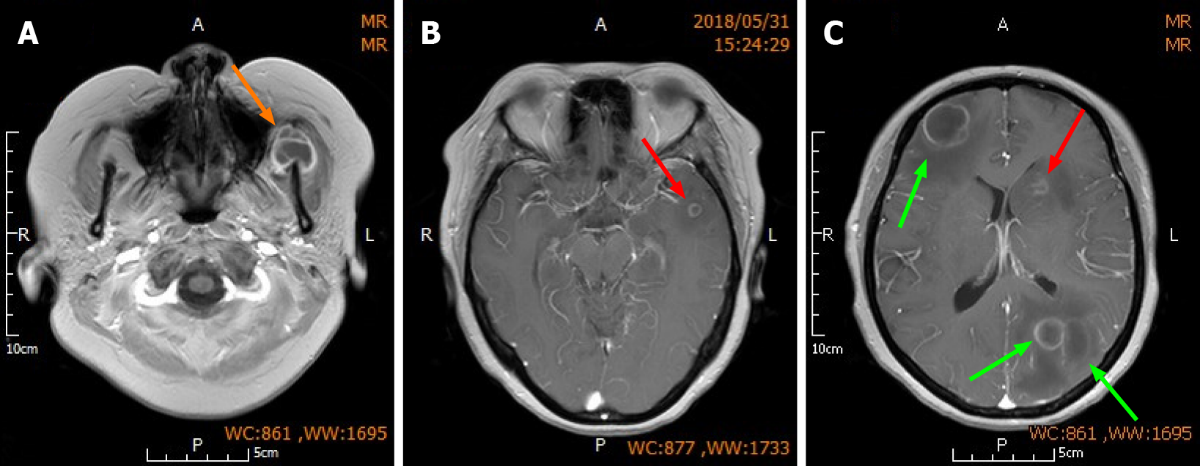 A
A
MR
MR
R
L
10cm
P
WC:861 ,WW:1695
5cm
B
A
2018/05/31
15:24:29
R
L
P
WC:877 ,WW:1733
C
A
MR
MR
R
L
10cm
P
WC:861 ,WW:1695
5cm